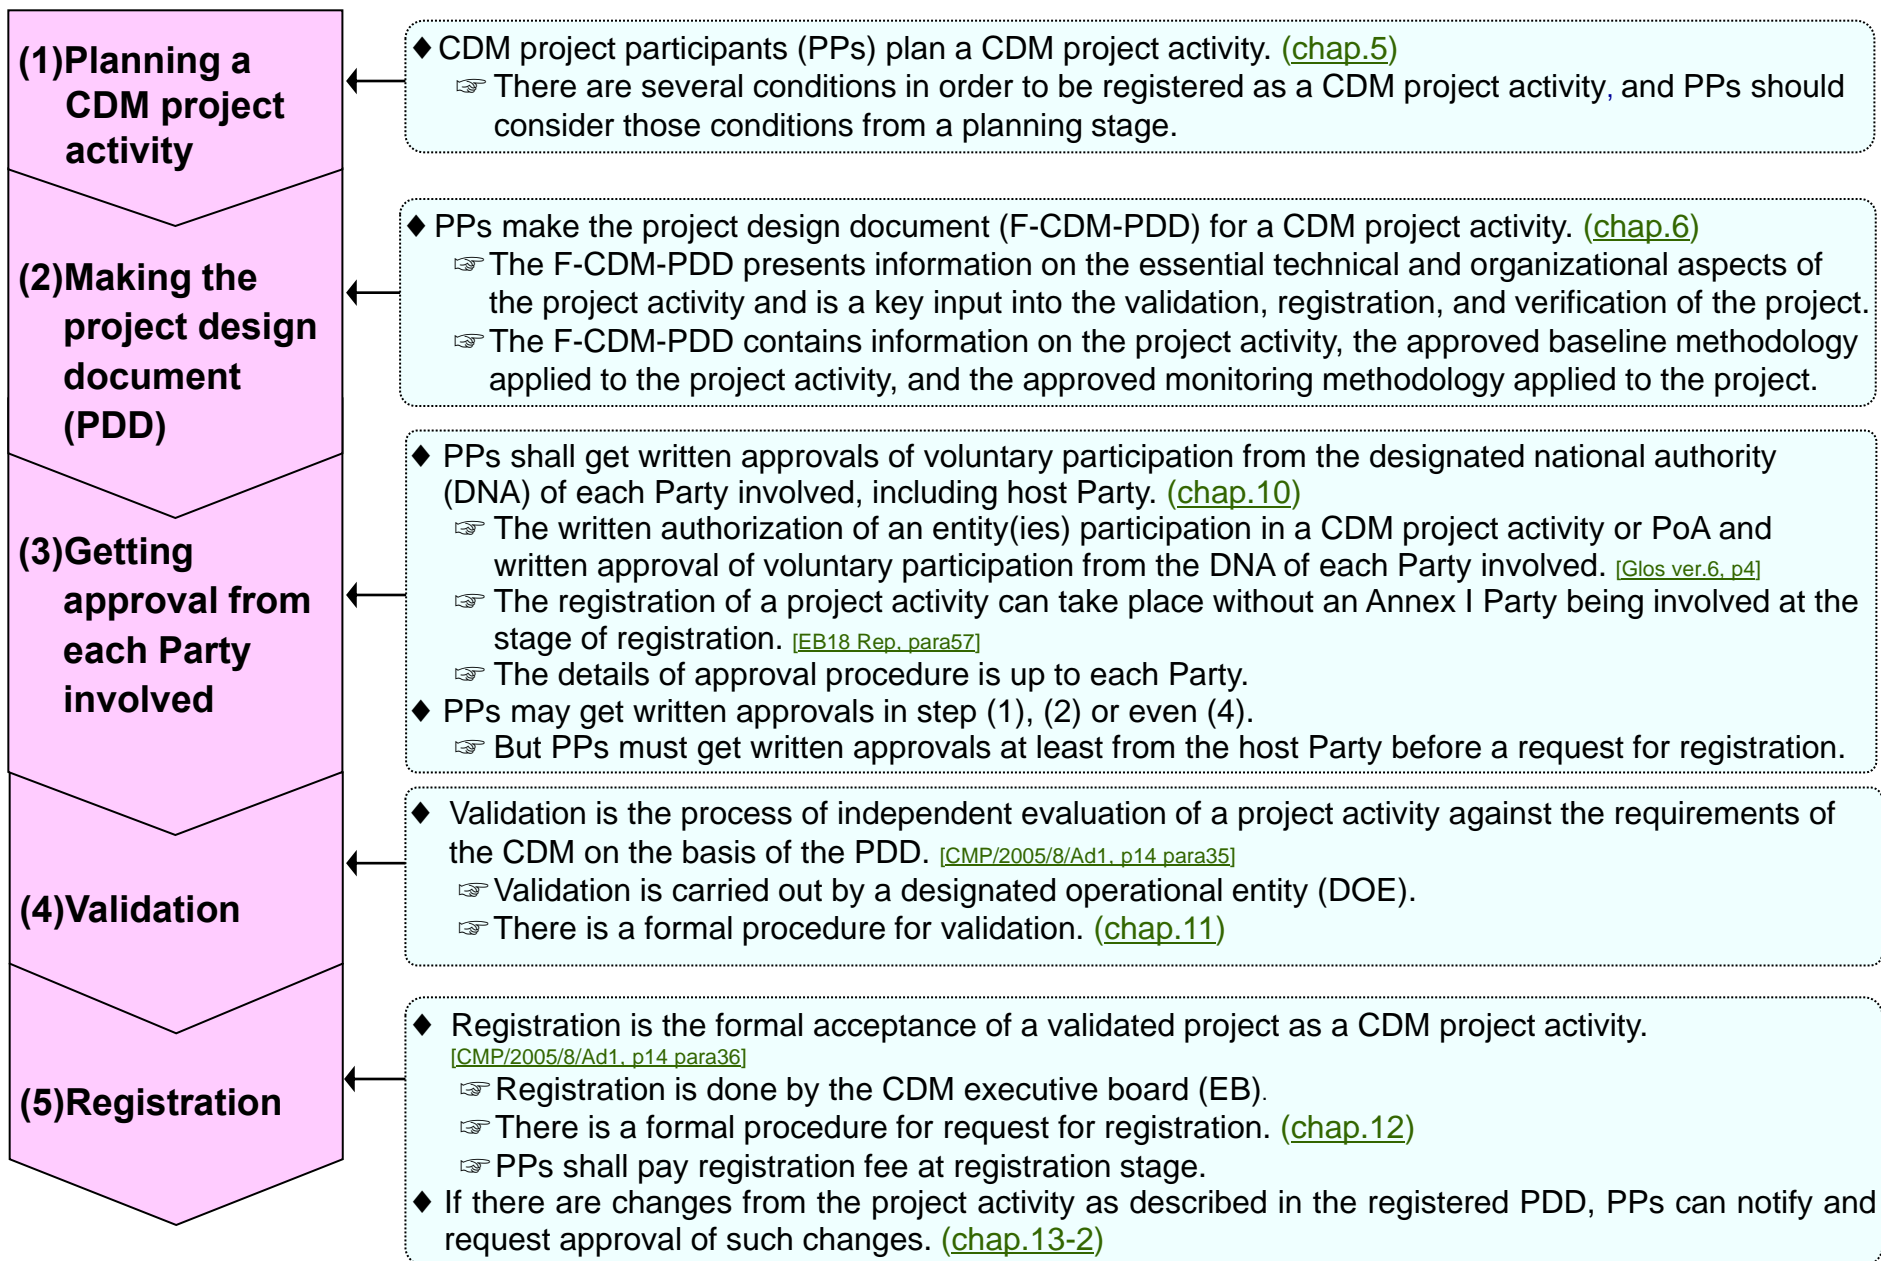 (1)Planning a
CDM project
activity
♦ CDM project participants (PPs) plan a CDM project activity. (chap.5)
☞ There are several conditions in order to be registered as a CDM project activity, and PPs should
consider those conditions from a planning stage.
(2)Making the
project design
document
(PDD)
♦ PPs make the project design document (F-CDM-PDD) for a CDM project activity. (chap.6)
☞ The F-CDM-PDD presents information on the essential technical and organizational aspects of
the project activity and is a key input into the validation, registration, and verification of the project.
☞ The F-CDM-PDD contains information on the project activity, the approved baseline methodology
applied to the project activity, and the approved monitoring methodology applied to the project.
(3)Getting
approval from
each Party
involved
♦ PPs shall get written approvals of voluntary participation from the designated national authority
(DNA) of each Party involved, including host Party. (chap.10)
☞ The written authorization of an entity(ies) participation in a CDM project activity or PoA and
written approval of voluntary participation from the DNA of each Party involved. [Glos ver.6, p4]
☞ The registration of a project activity can take place without an Annex I Party being involved at the
stage of registration. [EB18 Rep, para57]
☞ The details of approval procedure is up to each Party.
♦ PPs may get written approvals in step (1), (2) or even (4).
☞ But PPs must get written approvals at least from the host Party before a request for registration.
(4)Validation
♦ Validation is the process of independent evaluation of a project activity against the requirements of
the CDM on the basis of the PDD. [CMP/2005/8/Ad1, p14 para35]
☞ Validation is carried out by a designated operational entity (DOE).
☞ There is a formal procedure for validation. (chap.11)
(5)Registration
♦ Registration is the formal acceptance of a validated project as a CDM project activity.
[CMP/2005/8/Ad1, p14 para36]
☞ Registration is done by the CDM executive board (EB).
☞ There is a formal procedure for request for registration. (chap.12)
☞ PPs shall pay registration fee at registration stage.
♦ If there are changes from the project activity as described in the registered PDD, PPs can notify and
request approval of such changes. (chap.13-2)